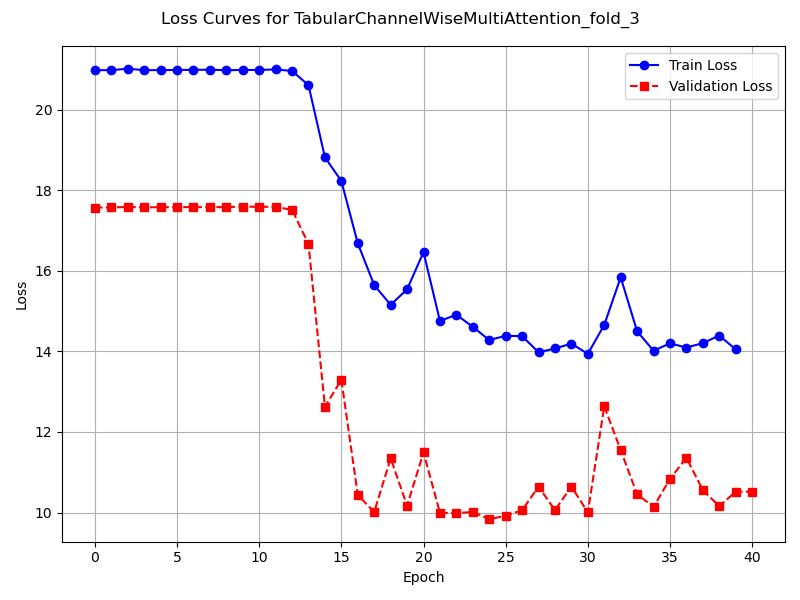 Loss Curves for TabularChannelWiseMultiAttention_fold_3
Train Loss
Validation Loss
Loss
20
18
16
14
12
10
0 5 10 15 20 25 30 35 40
Epoch